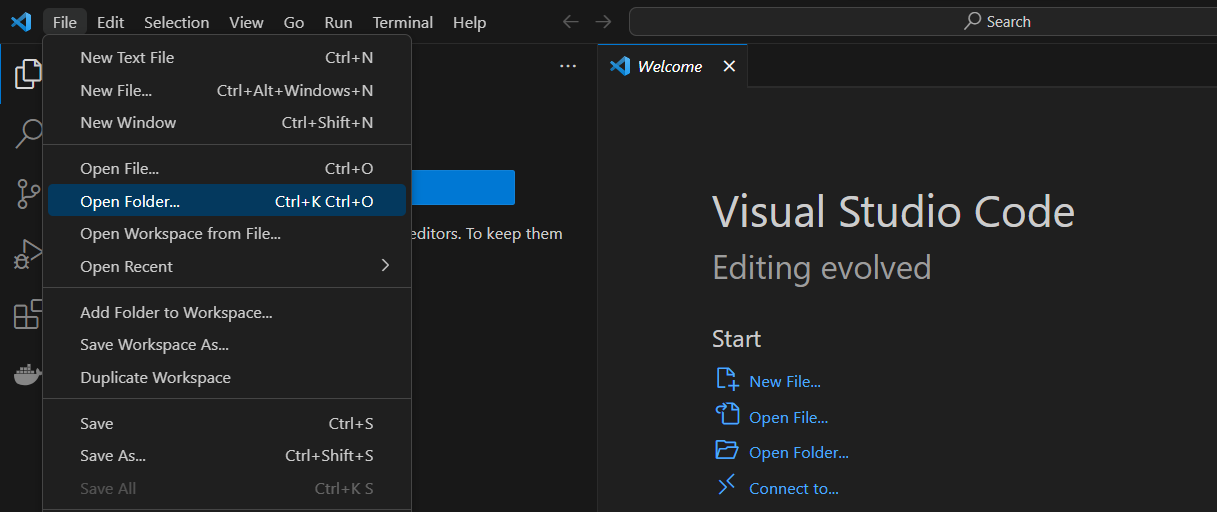 File Edit Selection View Go Run Terminal Help Search
New Text File Ctrl+N
New File... Ctrl+Alt+Windows+N
New Window Ctrl+Shift+N
Open File... Ctrl+O
Open Folder... Ctrl+K Ctrl+O
Open Workspace from File...
Open Recent
Add Folder to Workspace...
Save Workspace As...
Duplicate Workspace
Save Ctrl+S
Save As... Ctrl+Shift+S
Save All Ctrl+K S
editors. To keep them
Welcome
Visual Studio Code
Editing evolved
Start
New File...
Open File...
Open Folder...
Connect to...